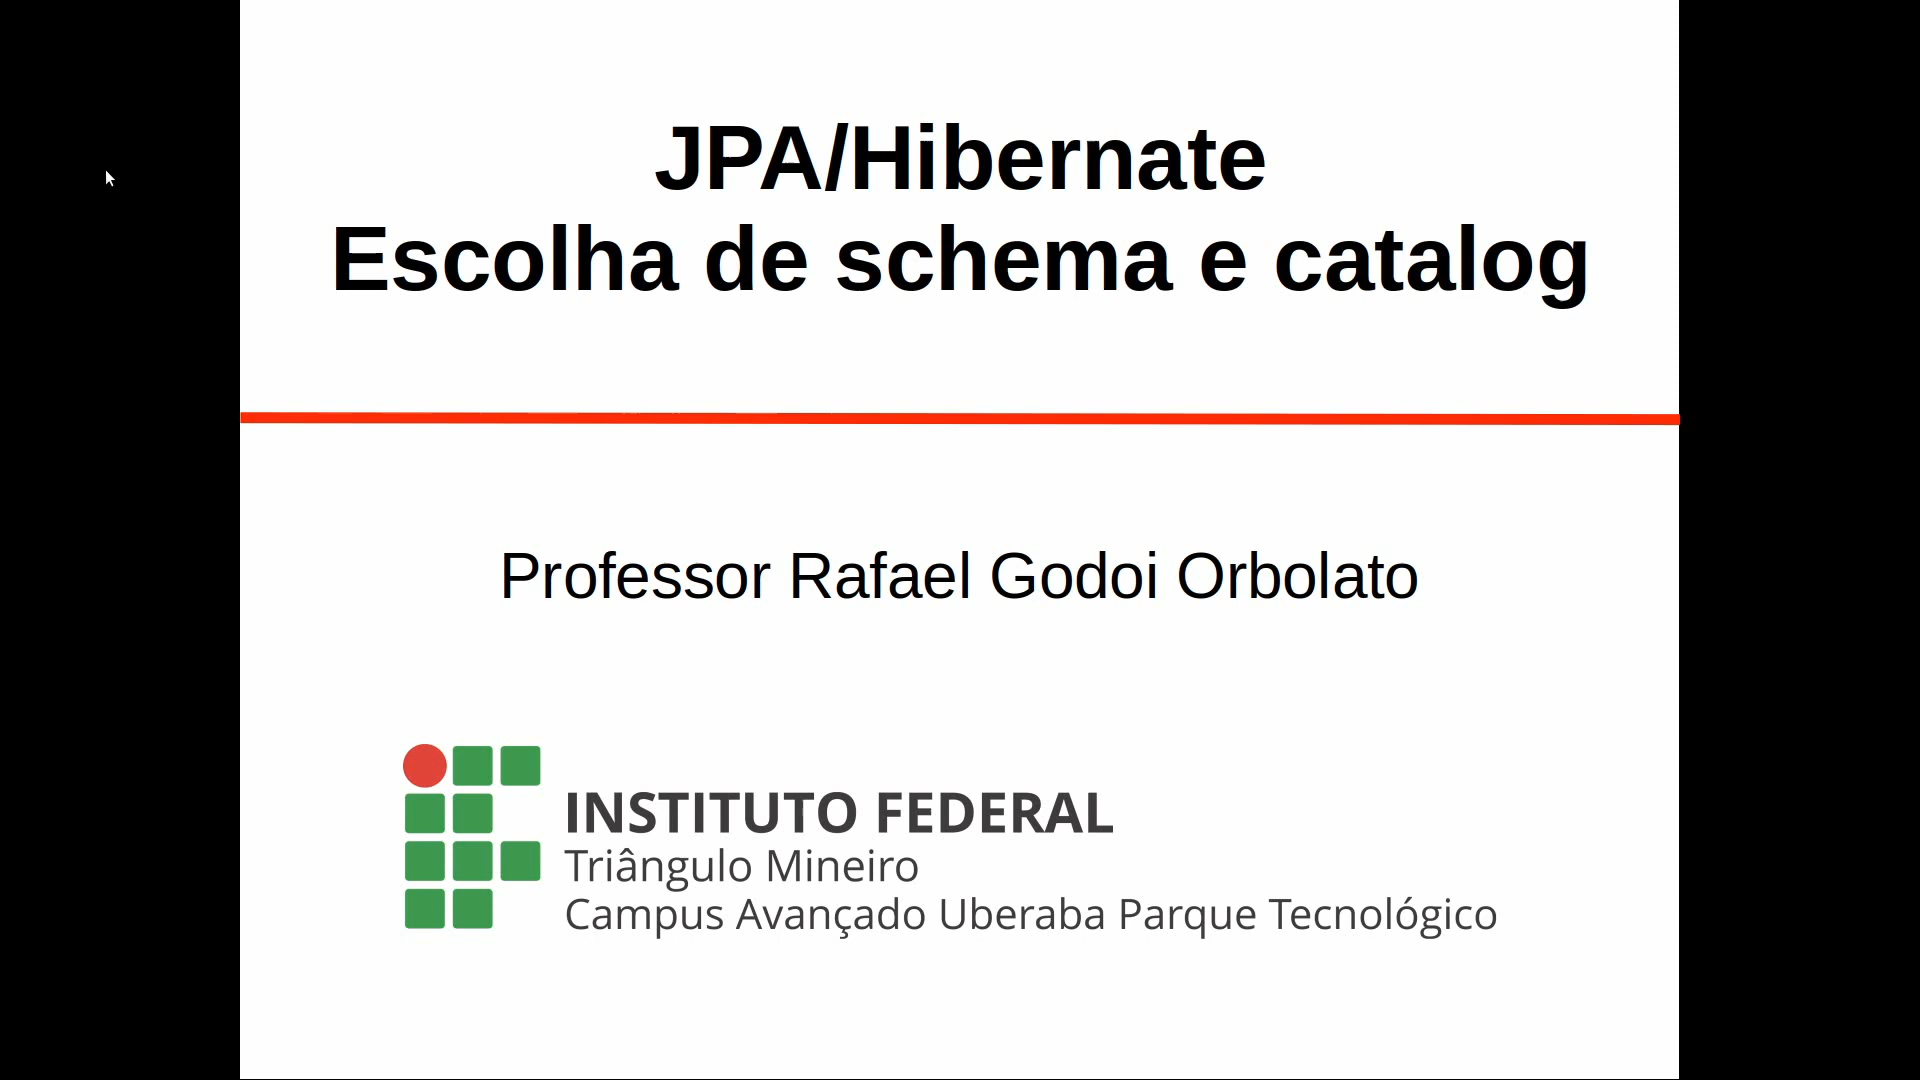 JPA/Hibernate
Escolha de schema e catalog
Professor Rafael Godoi Orbolato
INSTITUTO FEDERAL
Triângulo Mineiro
Campus Avançado Uberaba Parque Tecnológico